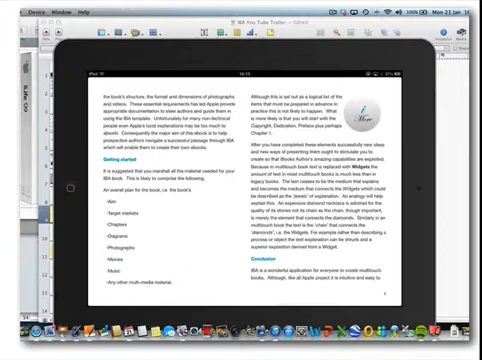 Device Window Help
IBA You Tube Trailer — Edited
100%
Mon 21 Jan
Inspector
Media
iPad
16:15
the book's structure, the format and dimensions of photographs
and videos. These essential requirements has led Apple provide
appropriate documentation to steer authors and guide them in
using the IBA template. Unfortunately for many non-technical
people even Apple's lucid explanations may be too much to
absorb. Consequently the major aim of this ebook is to help
prospective authors navigate a successful passage through IBA
which will enable them to create their own ebooks.
Getting started
It is suggested that you marshall all the material needed for your
IBA book. This is likely to comprise the following.
An overall plan for the book, i.e. the book's
•Aim
•Target markets
•Chapters
•Diagrams
•Photographs
•Movies
•Music
•Any other multi-media material.
Although this is set out as a logical list of the
items that must be prepared in advance in
practice this is not likely to happen. What
is more likely is that you will start with the
Copyright, Dedication, Preface plus perhaps
Chapter 1.
i
More
After you have completed these elements successfully new ideas
and new ways of presenting them ought to stimulate you to
create so that iBooks Author's amazing capabilities are exploited.
Because in multitouch book text is replaced with Widgets the
amount of text in most multitouch books is much less than in
legacy books. The text ceases to be the medium that explains
and becomes the medium that connects the Widgets which could
be described as the 'jewels' of explanation. An analogy will help
explain this. An expensive diamond necklace is admired for the
quality of its stones not its chain as the chain, though important,
is merely the element that connects the diamonds. Similarly in an
multitouch book the text is the 'chain' that connects the
'diamonds', i.e. the Widgets. For example rather than describing a
process or object the text explanation can be shrunk and a
superior exposition derived from a Widget.
Conclusion
IBA is a wonderful application for everyone to create multitouch
books. Although, like all Apple project it is intuitive and easy to